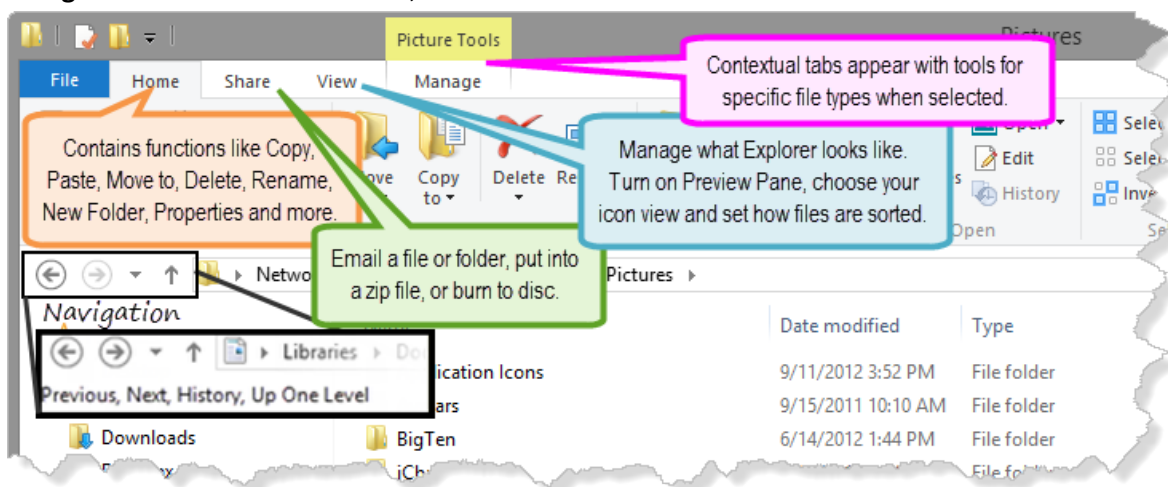 Picture Tools
Pictures
File Home Share View Manage
Contextual tabs appear with tools for
specific file types when selected.
Contains functions like Copy,
Paste, Move to, Delete, Rename,
New Folder, Properties and more.
Copy
to
Delete
Manage what Explorer looks like.
Turn on Preview Pane, choose your
icon view and set how files are sorted.
Open
Edit
History
Open
Email a file or folder, put into
a zip file, or burn to disc.
Pictures
Navigation
Libraries
Previous, Next, History, Up One Level
Date modified Type
9/11/2012 3:52 PM File folder
9/15/2011 10:10 AM File folder
Downloads BigTen 6/14/2012 1:44 PM File folder
File folder